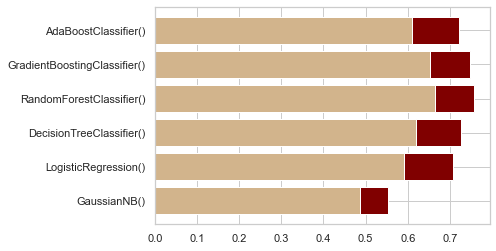 AdaBoostClassifier()
GradientBoostingClassifier()
RandomForestClassifier()
DecisionTreeClassifier()
LogisticRegression()
GaussianNB()
0.0 0.1 0.2 0.3 0.4 0.5 0.6 0.7